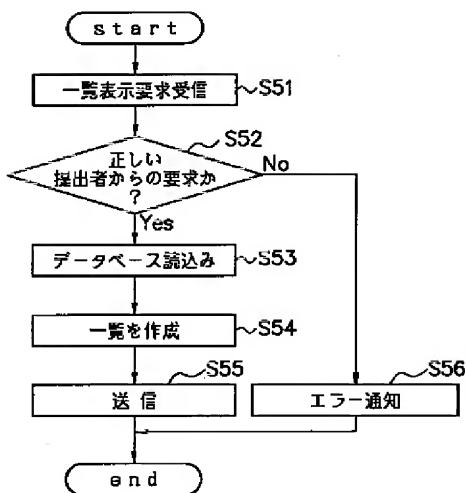 start
一覧表示要求受信
S51
S52
正しい
提出者からの要求か
?
No
Yes
データベース読込み
S53
一覧を作成
S54
S55
送信
S56
エラー通知
end